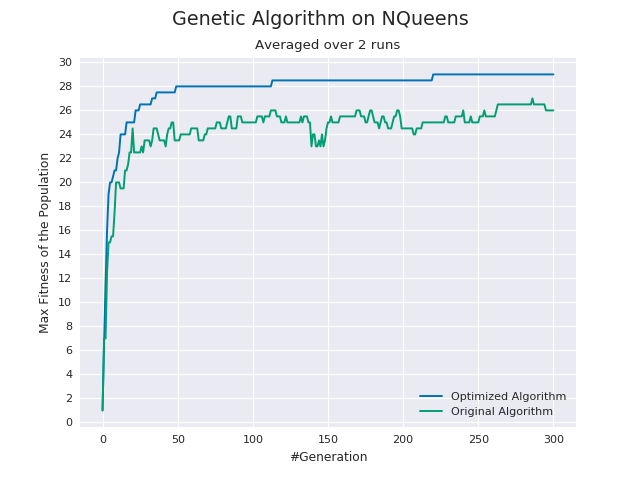 Genetic Algorithm on NQueens
Averaged over 2 runs
Max Fitness of the Population
30
28
26
24
22
20
18
16
14
12
10
8
6
4
2
0
Optimized Algorithm
Original Algorithm
0 50 100 150 200 250 300
#Generation